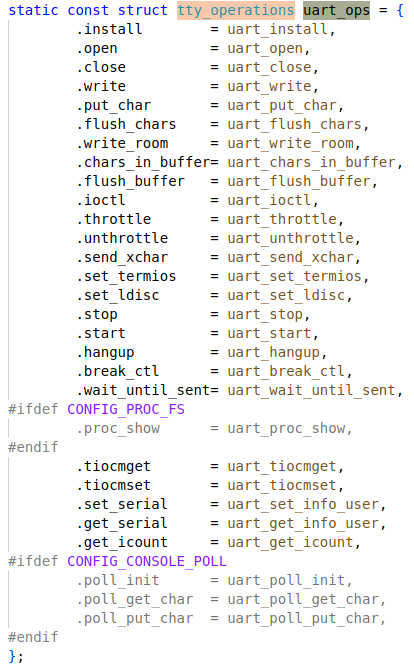 static const struct tty_operations uart_ops = {
        .install        = uart_install,
        .open           = uart_open,
        .close          = uart_close,
        .write          = uart_write,
        .put_char       = uart_put_char,
        .flush_chars    = uart_flush_chars,
        .write_room     = uart_write_room,
        .chars_in_buffer= uart_chars_in_buffer,
        .flush_buffer   = uart_flush_buffer,
        .ioctl          = uart_ioctl,
        .throttle       = uart_throttle,
        .unthrottle     = uart_unthrottle,
        .send_xchar     = uart_send_xchar,
        .set_termios    = uart_set_termios,
        .set_ldisc      = uart_set_ldisc,
        .stop           = uart_stop,
        .start          = uart_start,
        .hangup         = uart_hangup,
        .break_ctl      = uart_break_ctl,
        .wait_until_sent= uart_wait_until_sent,
#ifdef CONFIG_PROC_FS
        .proc_show      = uart_proc_show,
#endif
        .tiocmget       = uart_tiocmget,
        .tiocmset       = uart_tiocmset,
        .set_serial     = uart_set_info_user,
        .get_serial     = uart_get_info_user,
        .get_icount     = uart_get_icount,
#ifdef CONFIG_CONSOLE_POLL
        .poll_init      = uart_poll_init,
        .poll_get_char  = uart_poll_get_char,
        .poll_put_char  = uart_poll_put_char,
#endif
};